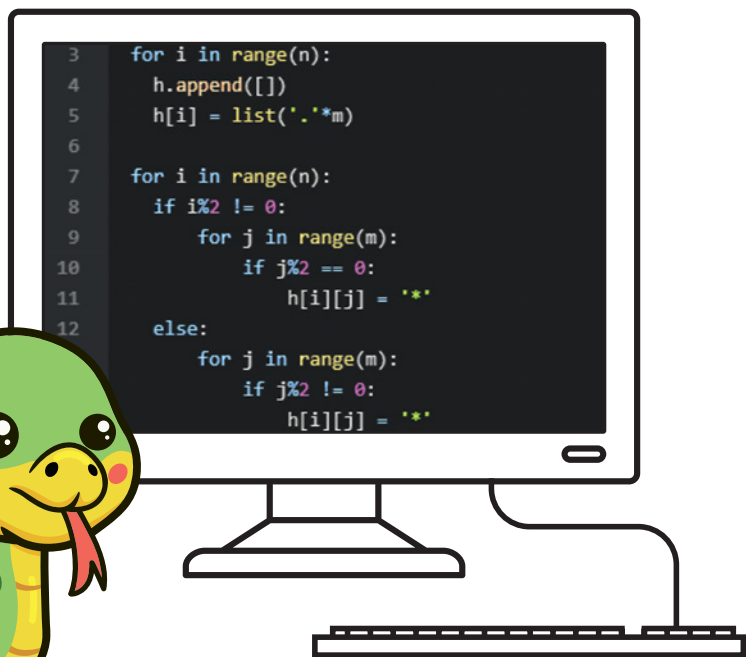 3 for i in range(n):
4 h.append([])
5 h[i] = list('.'*m)
6
7 for i in range(n):
8 if i%2 != 0:
9 for j in range(m):
10 if j%2 == 0:
11 h[i][j] = '*'
12 else:
for j in range(m):
if j%2 != 0:
h[i][j] = '*'